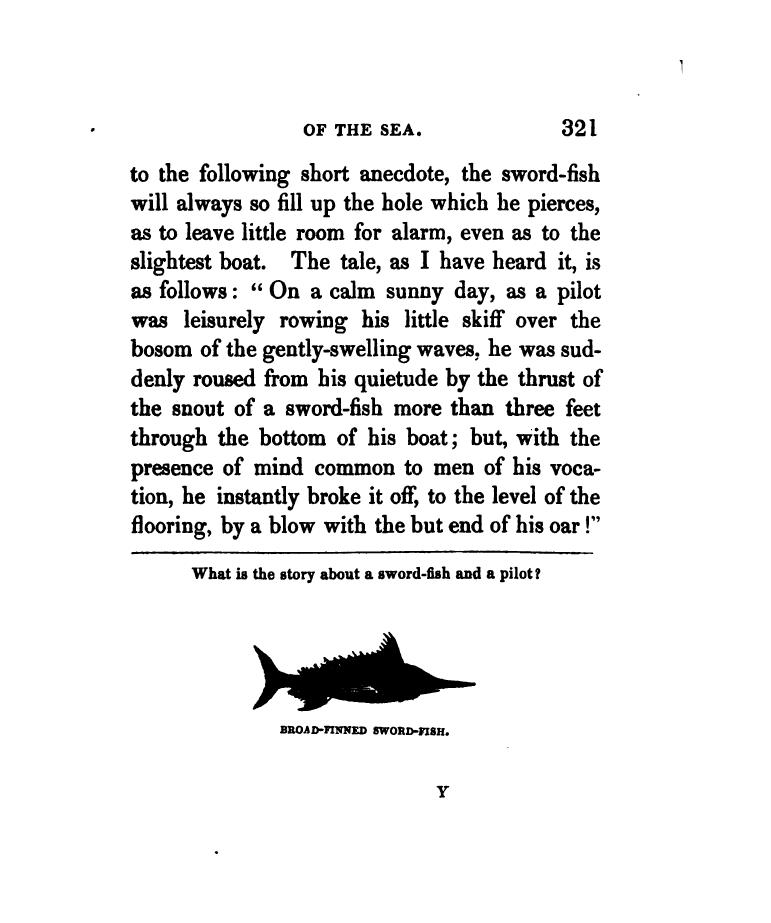 OF THE SEA. 321
to the following short anecdote, the sword-fish
will always so fill up the hole which he pierces,
as to leave little room for alarm, even as to the
slightest boat. The tale, as I have heard it, is
as follows: “ On a calm sunny day, as a pilot
was leisurely rowing his little skiff over the
bosom of the gently-swelling waves, he was sud-
denly roused from his quietude by the thrust of
the snout of a sword-fish more than three feet
through the bottom of his boat; but, with the
presence of mind common to men of his voca-
tion, he instantly broke it off, to the level of the
flooring, by a blow with the but end of his oar!”
What is the story about a sword-fish and a pilot?
BROAD-FINNED SWORD-FISH.
Y